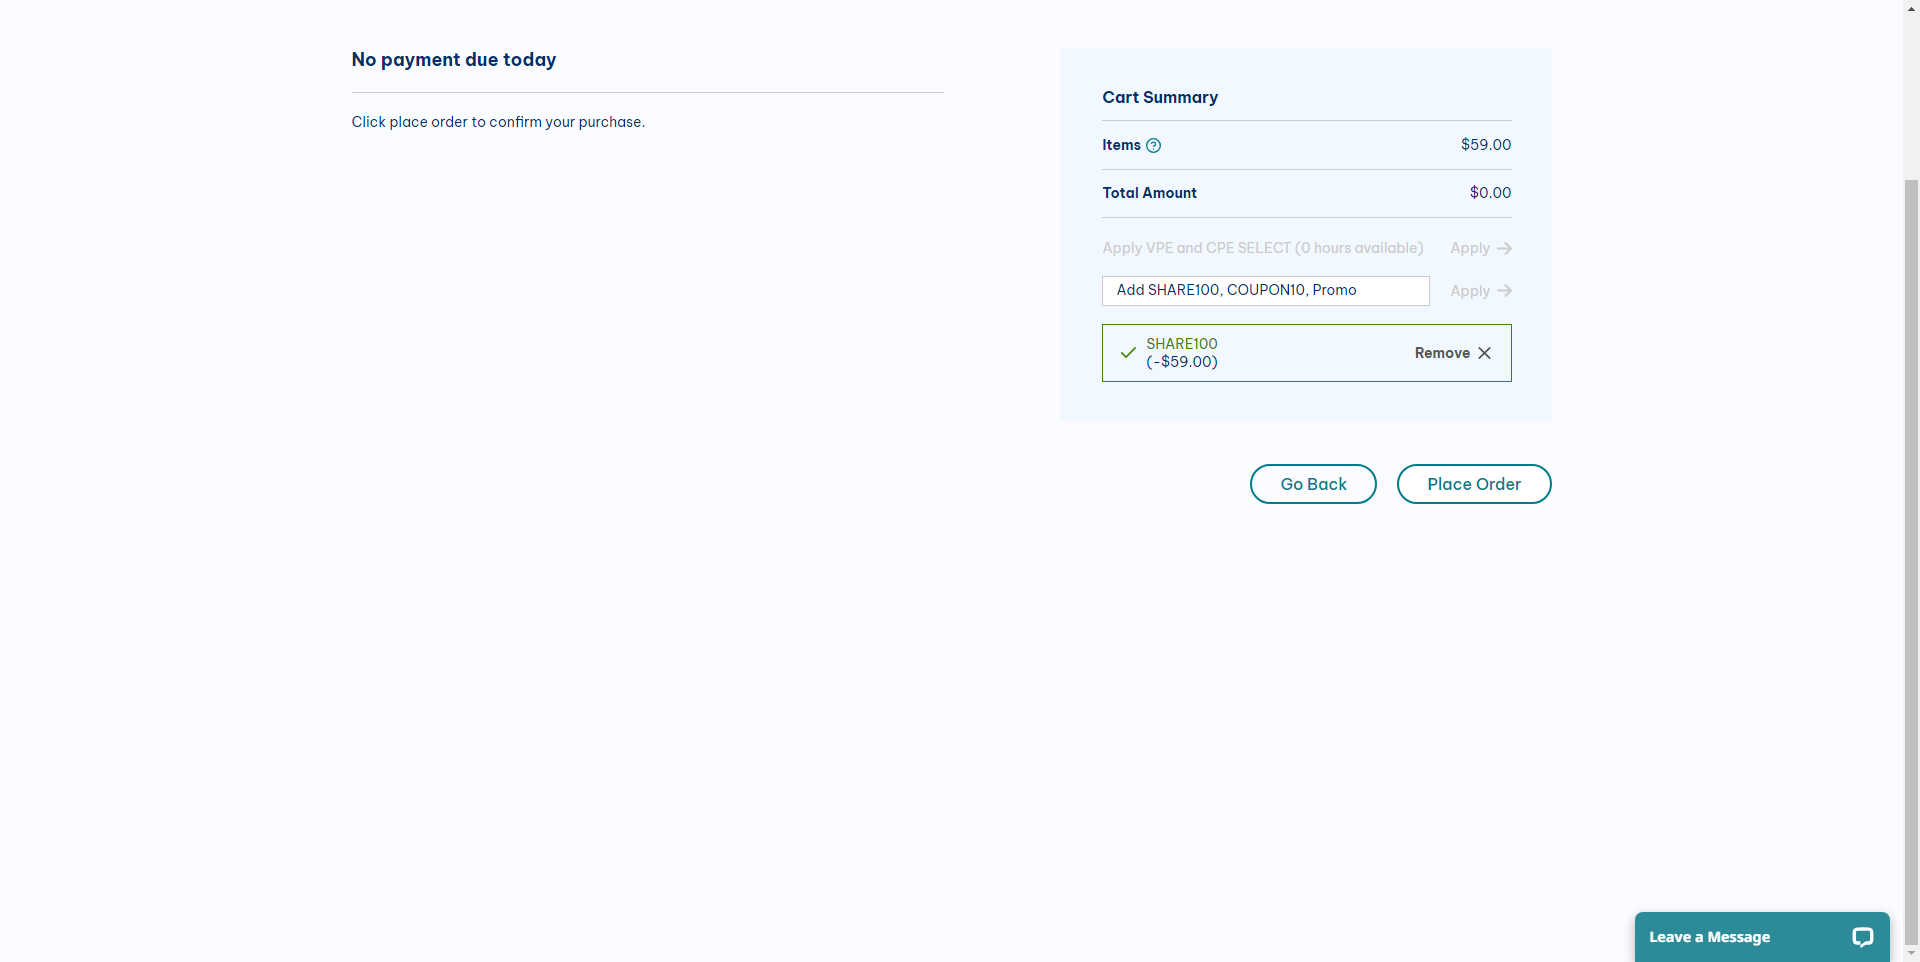 No payment due today
Click place order to confirm your purchase.
Cart Summary
Items $59.00
Total Amount $0.00
Apply VPE and CPE SELECT (0 hours available) Apply
Add SHARE100, COUPON10, Promo Apply
SHARE100
(-$59.00)
Remove
Go Back Place Order
Leave a Message